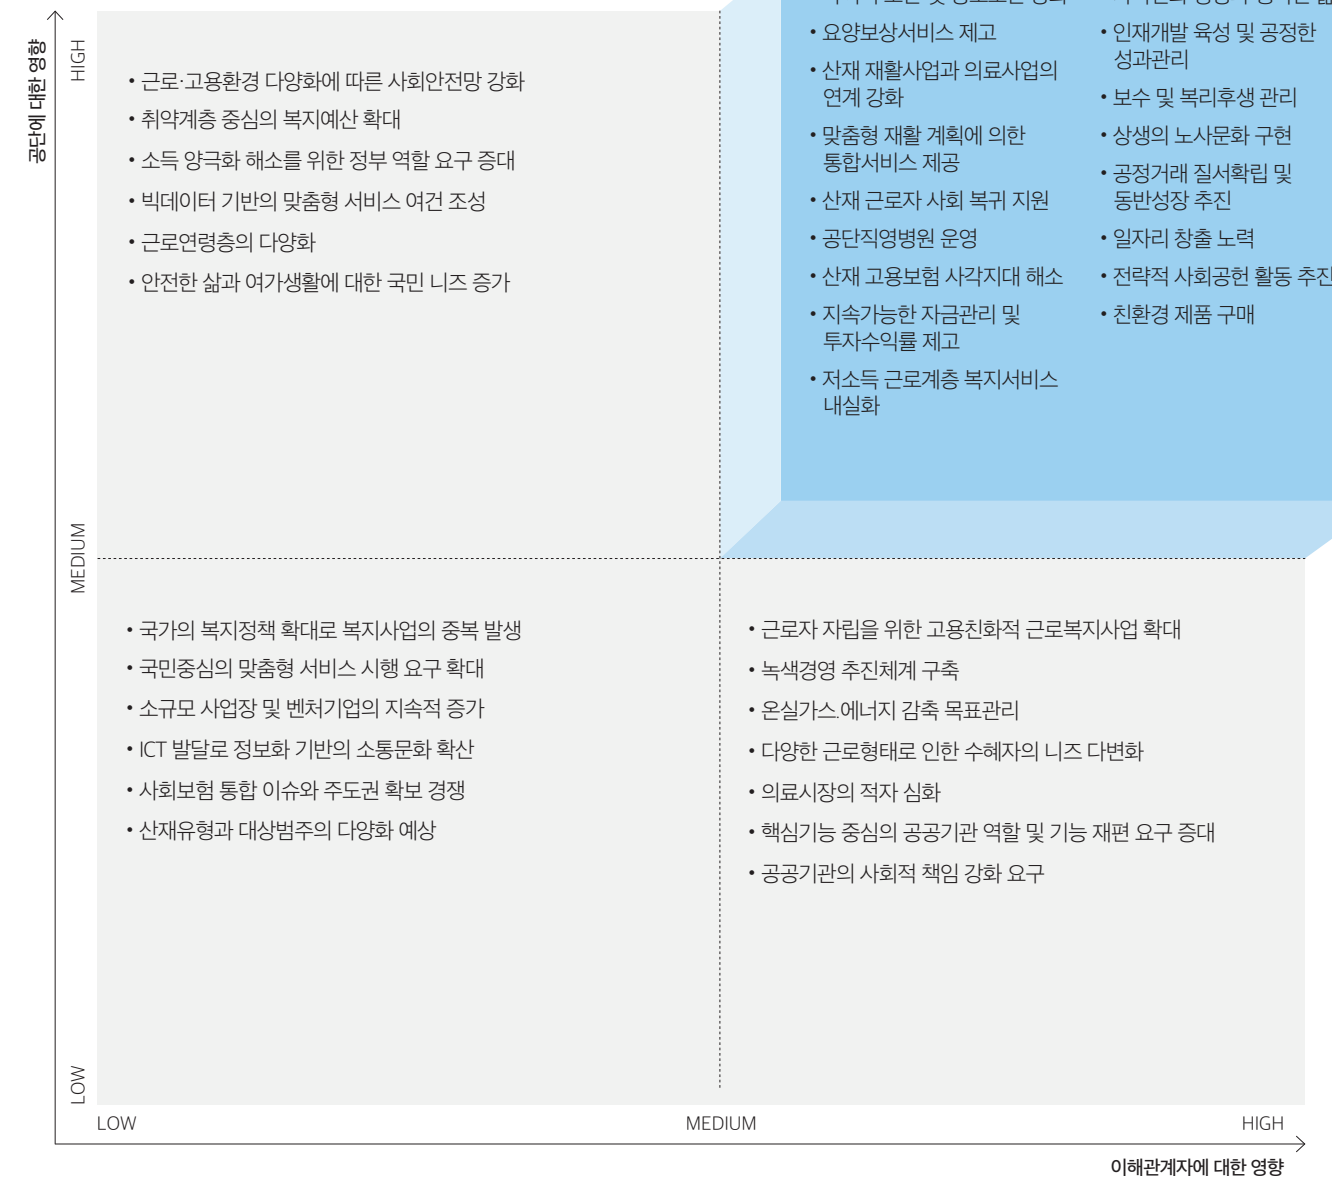 공단에 대한 영향
HIGH
MEDIUM
LOW
• 근로·고용환경 다양화에 따른 사회안전망 강화
• 취약계층 중심의 복지예산 확대
• 소득 양극화 해소를 위한 정부 역할 요구 증대
• 빅데이터 기반의 맞춤형 서비스 여건 조성
• 근로연령층의 다양화
• 안전한 삶과 여가생활에 대한 국민 니즈 증가
• 요양보상서비스 제고
• 산재 재활사업과 의료사업의
연계 강화
• 맞춤형 재활 계획에 의한
통합서비스 제공
• 산재 근로자 사회 복귀 지원
• 공단직영병원 운영
• 산재 고용보험 사각지대 해소
• 지속가능한 자금관리 및
투자수익률 제고
• 저소득 근로계층 복지서비스
내실화
• 인재개발 육성 및 공정한
성과관리
• 보수 및 복리후생 관리
• 상생의 노사문화 구현
• 공정거래 질서확립 및
동반성장 추진
• 일자리 창출 노력
• 전략적 사회공헌 활동 추진
• 친환경 제품 구매
• 국가의 복지정책 확대로 복지사업의 중복 발생
• 국민중심의 맞춤형 서비스 시행 요구 확대
• 소규모 사업장 및 벤처기업의 지속적 증가
• ICT 발달로 정보화 기반의 소통문화 확산
• 사회보험 통합 이슈와 주도권 확보 경쟁
• 산재유형과 대상범주의 다양화 예상
• 근로자 자립을 위한 고용친화적 근로복지사업 확대
• 녹색경영 추진체계 구축
• 온실가스.에너지 감축 목표관리
• 다양한 근로형태로 인한 수혜자의 니즈 다변화
• 의료시장의 적자 심화
• 핵심기능 중심의 공공기관 역할 및 기능 재편 요구 증대
• 공공기관의 사회적 책임 강화 요구
LOW
MEDIUM
HIGH
이해관계자에 대한 영향